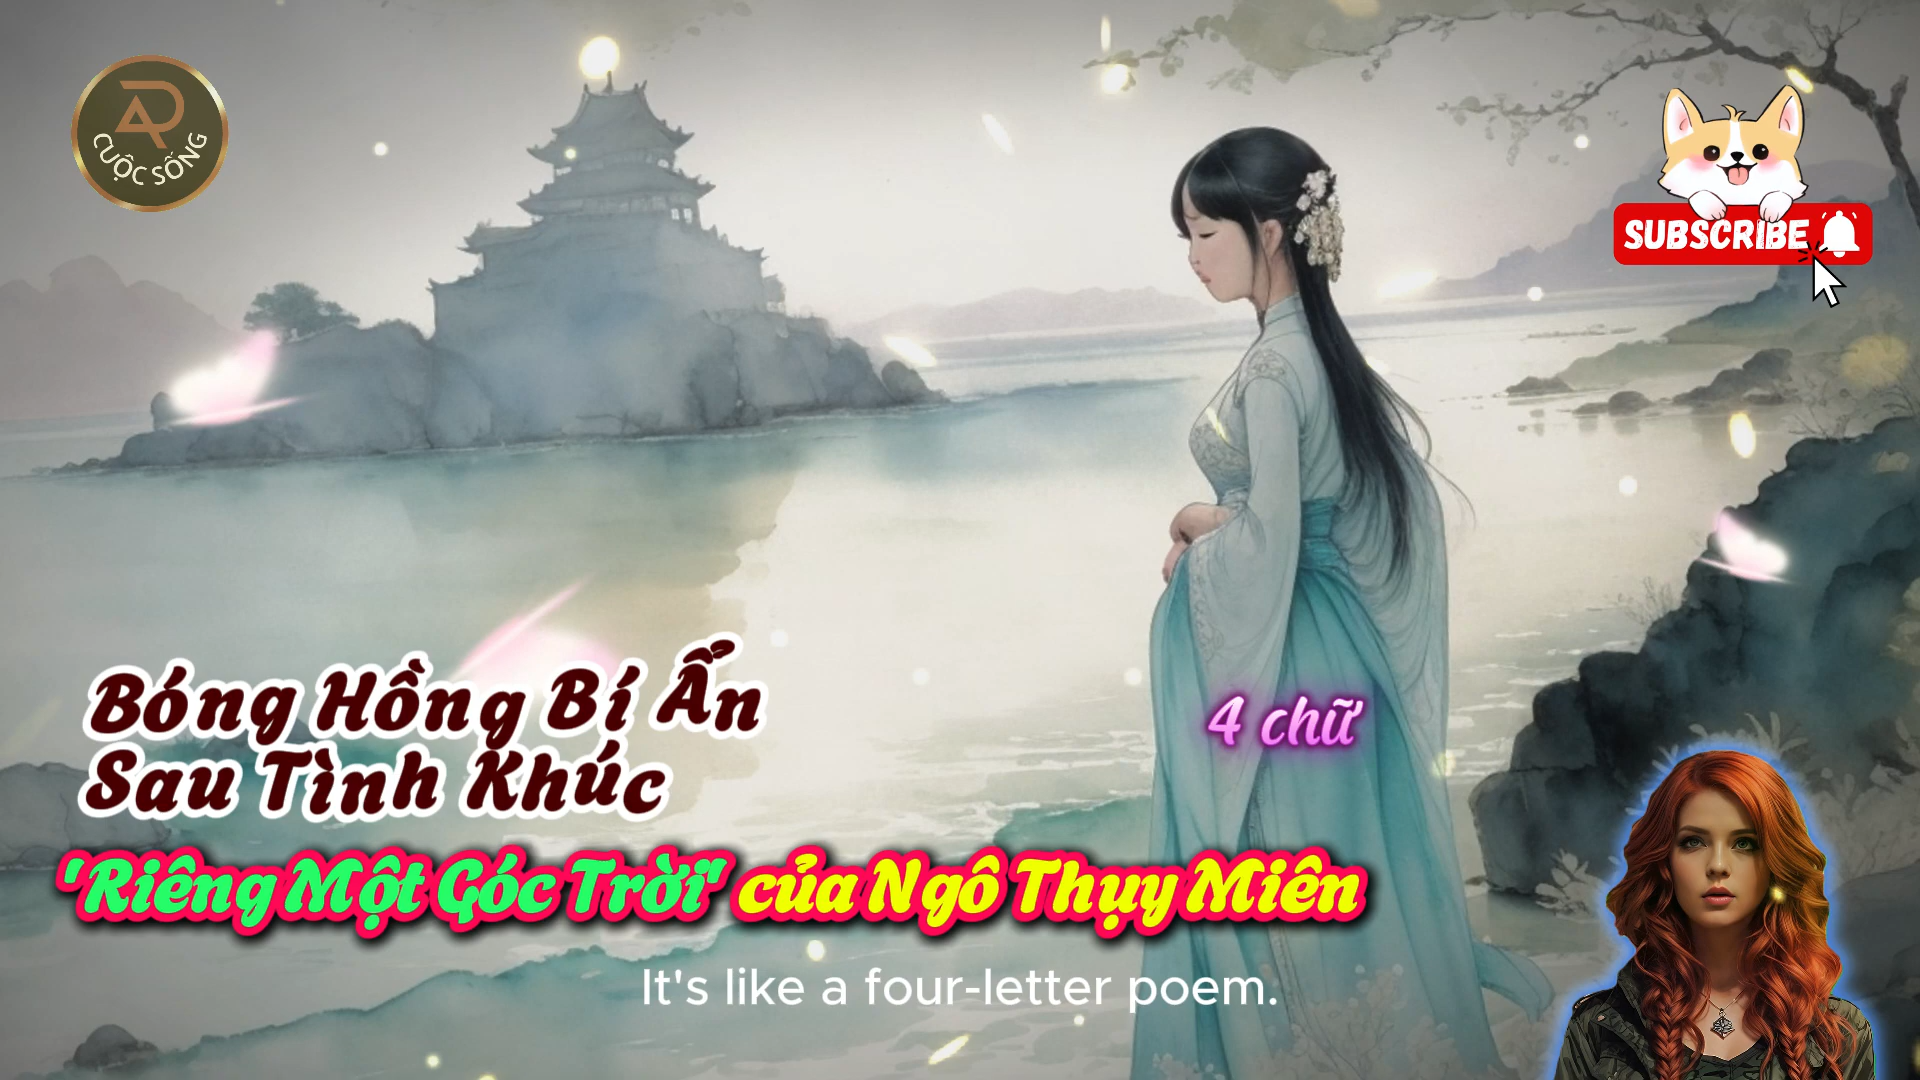 AR
CUỘC SỐNG
SUBSCRIBE
Bóng Hồng Bí Ẩn
Sau Tình Khúc
4 chữ
'Riêng Một Góc Trời' của Ngô Thụy Miên
It's like a four-letter poem.